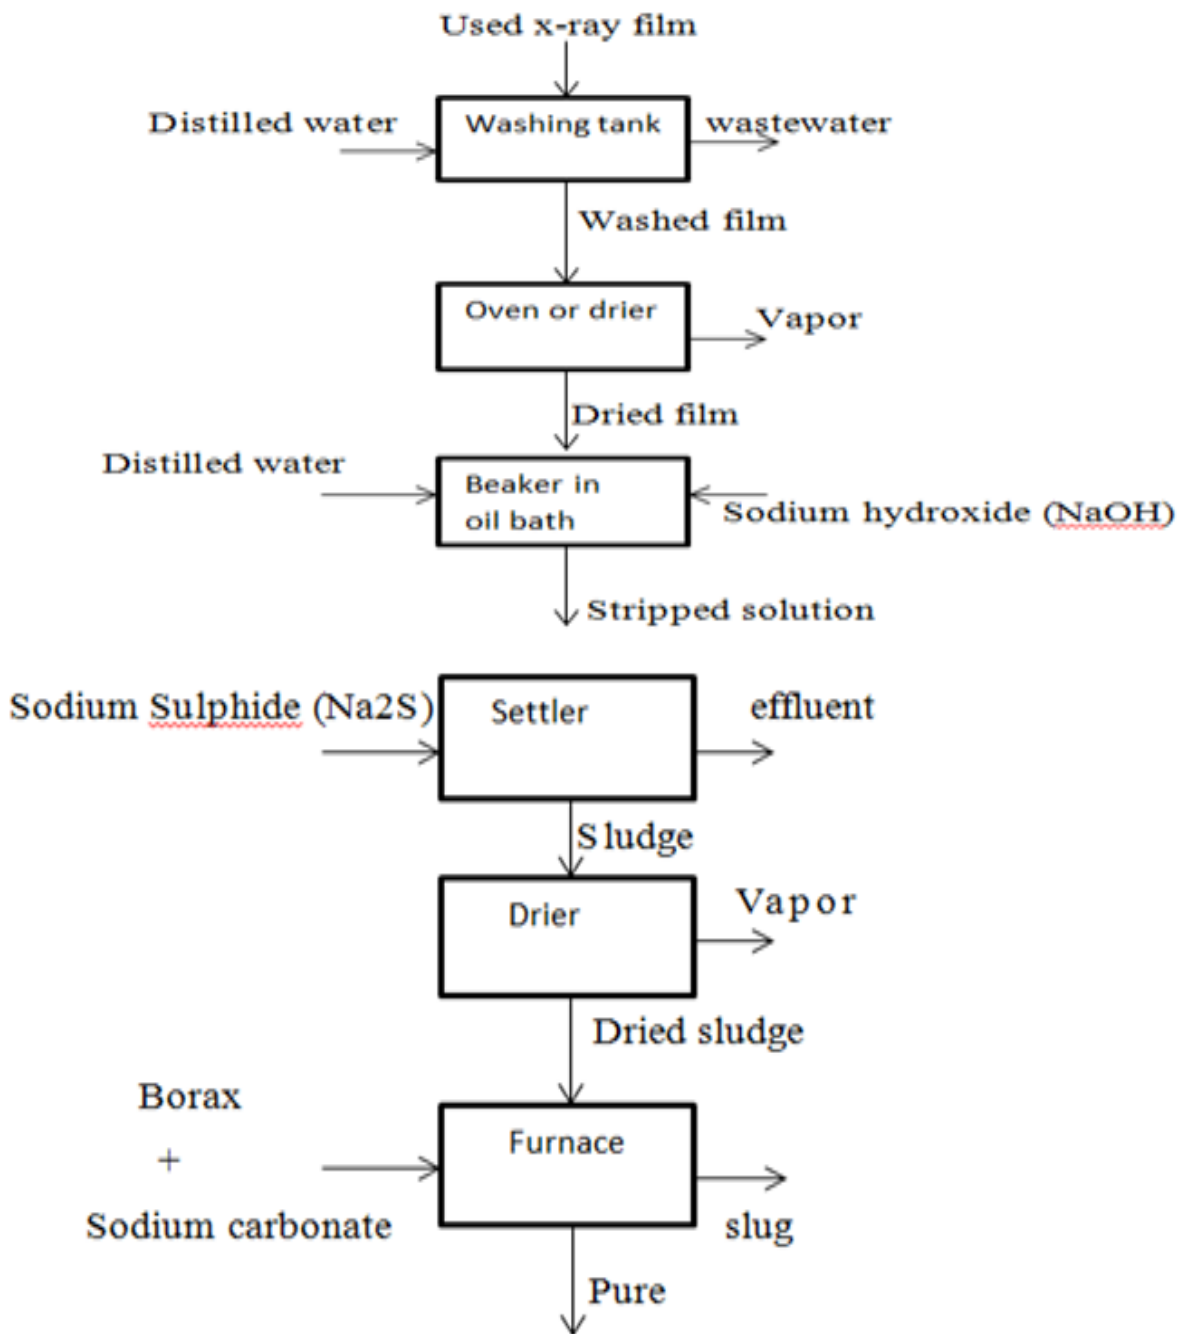 Used x-ray film
Distilled water
Washing tank
wastewater
Washed film
Oven or drier
Vapor
Dried film
Distilled water
Beaker in
oil bath
Sodium hydroxide (NaOH)
Stripped solution
Sodium Sulphide (Na2S)
Settler
effluent
Sludge
Drier
Vapor
Dried sludge
Borax
+
Sodium carbonate
Furnace
slug
Pure